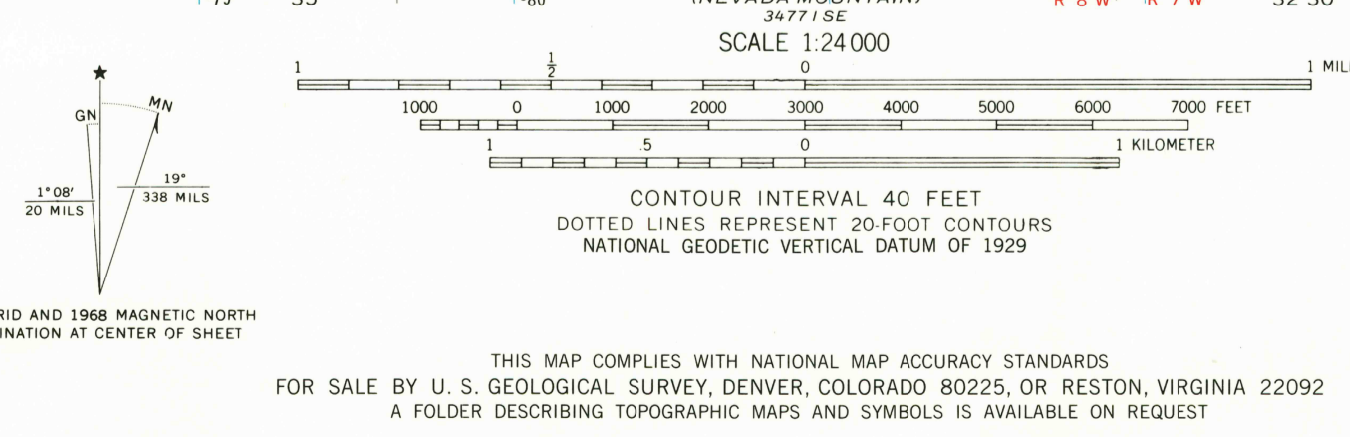 (NEVADA MOUNTAIN)
3477 I SE
SCALE 1:24 000
1 1/2 0 1
1000 0 1000 2000 3000 4000 5000 6000 7000 FEET
1 .5 0 1 KILOMETER
CONTOUR INTERVAL 40 FEET
DOTTED LINES REPRESENT 20-FOOT CONTOURS
NATIONAL GEODETIC VERTICAL DATUM OF 1929
★
GN
MN
1°08′
20 MILS
19°
338 MILS
RID AND 1968 MAGNETIC NORTH
INATION AT CENTER OF SHEET
THIS MAP COMPLIES WITH NATIONAL MAP ACCURACY STANDARDS
FOR SALE BY U. S. GEOLOGICAL SURVEY, DENVER, COLORADO 80225, OR RESTON, VIRGINIA 22092
A FOLDER DESCRIBING TOPOGRAPHIC MAPS AND SYMBOLS IS AVAILABLE ON REQUEST